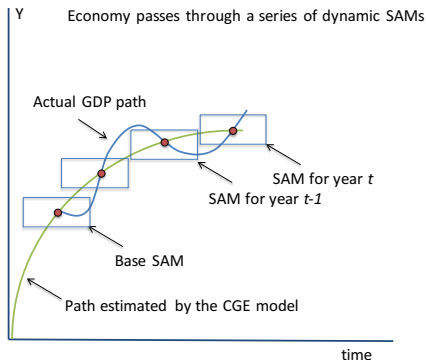 Y
Economy passes through a series of dynamic SAMs
Actual GDP path
SAM for year t
SAM for year t-1
Base SAM
Path estimated by the CGE model
time